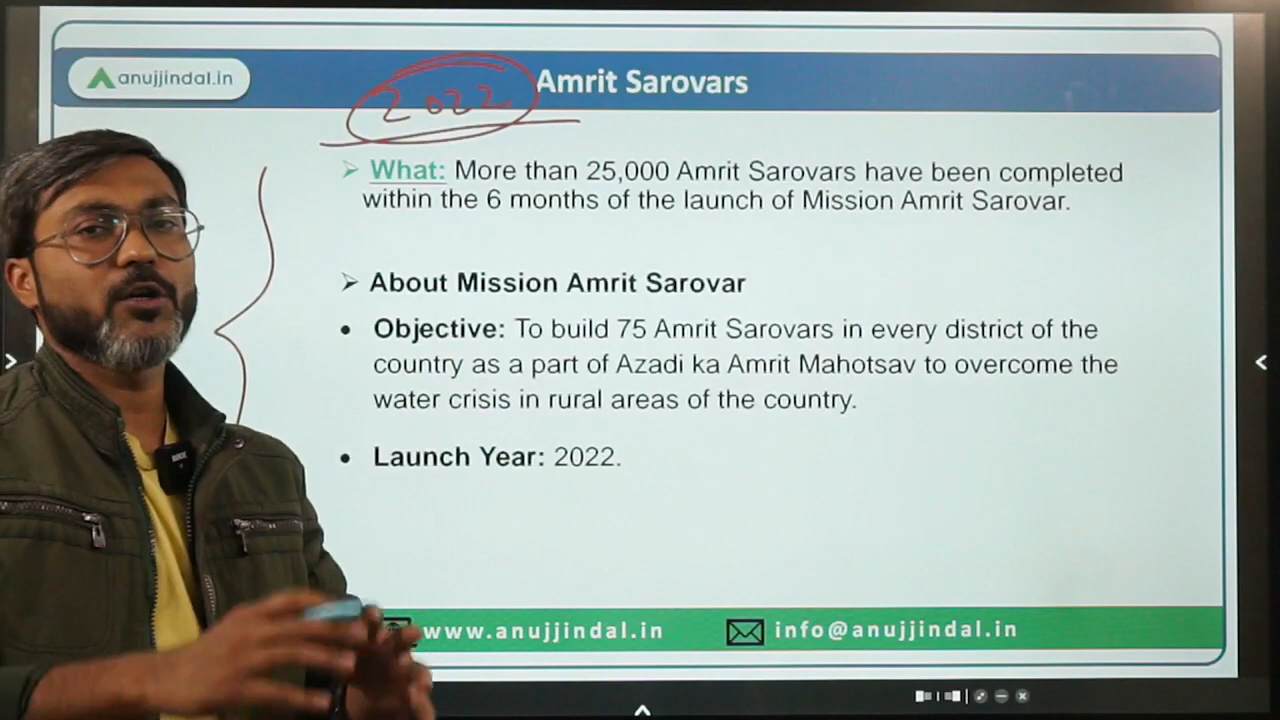 anujjindal.in
2022
Amrit Sarovars
➢ What: More than 25,000 Amrit Sarovars have been completed
within the 6 months of the launch of Mission Amrit Sarovar.
➢ About Mission Amrit Sarovar
• Objective: To build 75 Amrit Sarovars in every district of the
country as a part of Azadi ka Amrit Mahotsav to overcome the
water crisis in rural areas of the country.
• Launch Year: 2022.
www.anujjindal.in
info@anujjindal.in